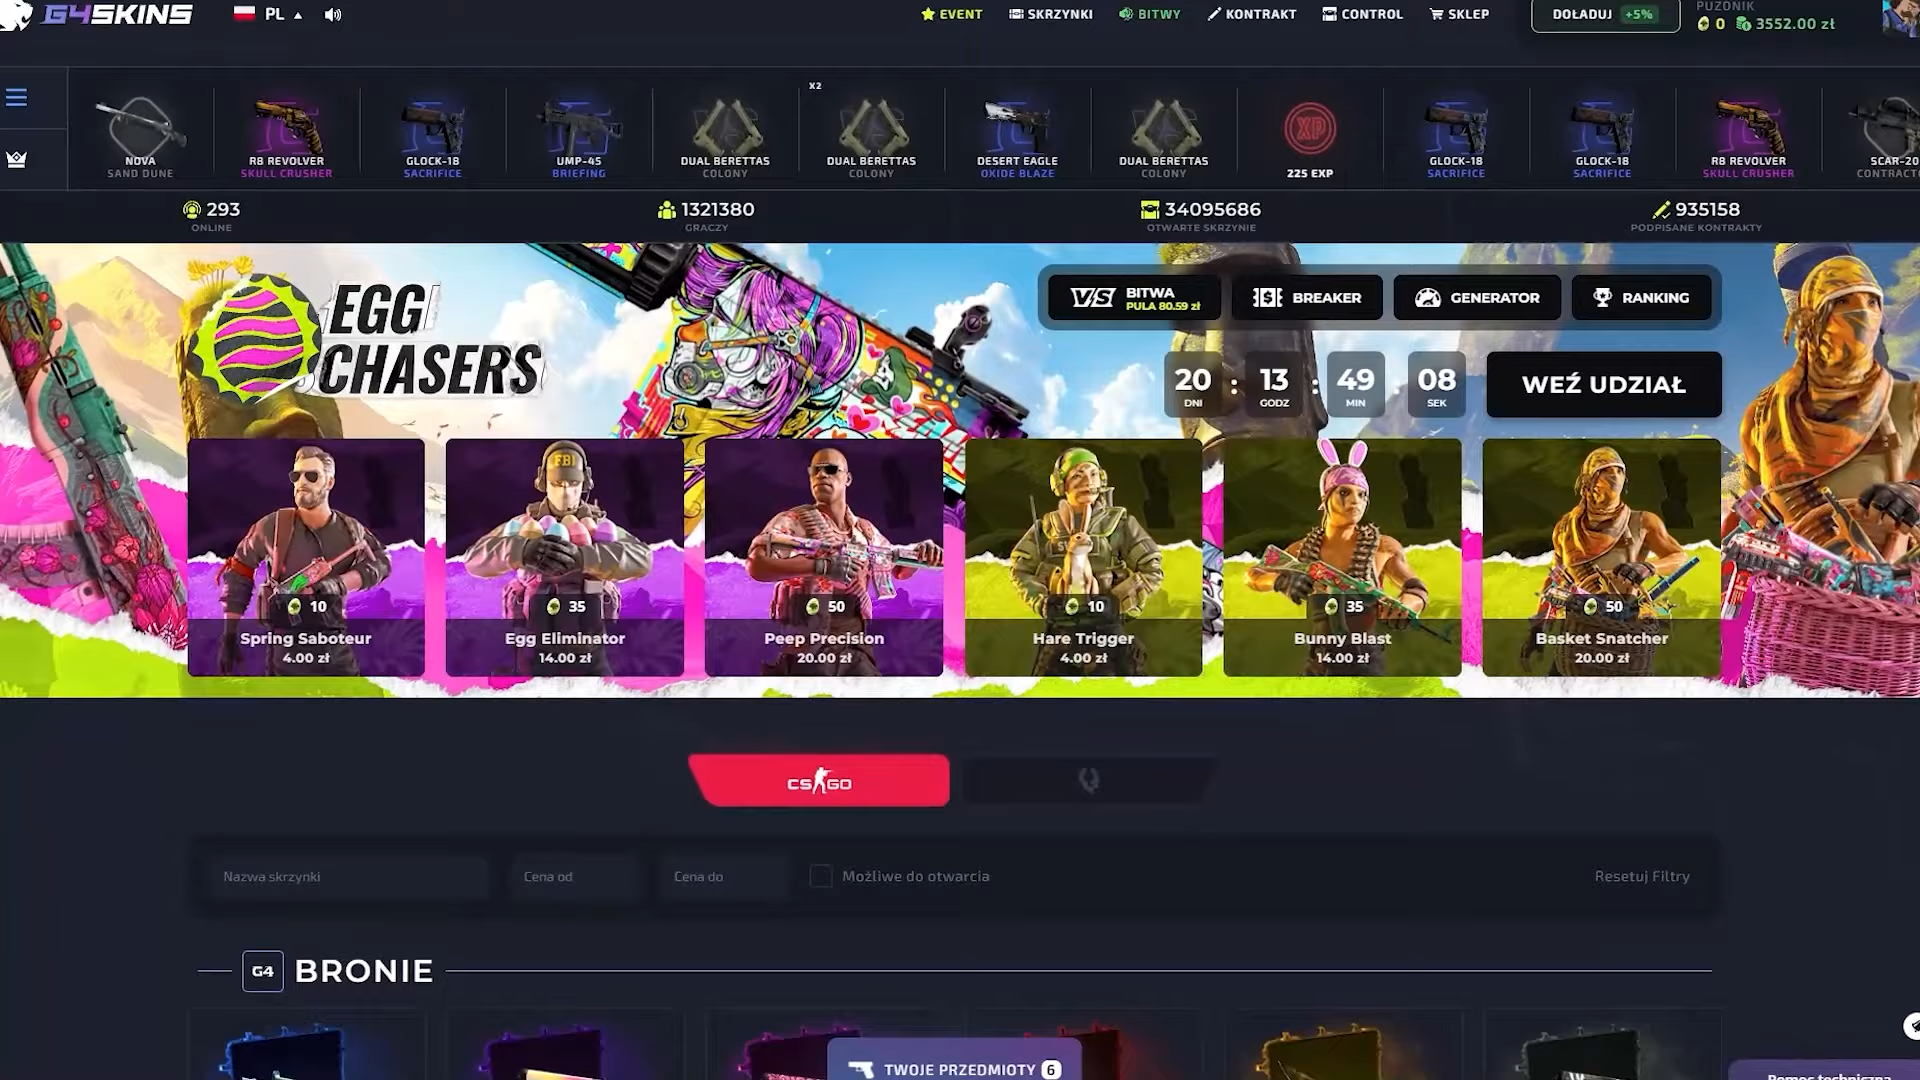 G4SKINS
PL
EVENT
SKRZYNKI
BITWY
KONTRAKT
CONTROL
SKLEP
DOŁADUJ +5%
PUZONIK
0 3552.00 zł
NOVA
SAND DUNE
R8 REVOLVER
SKULL CRUSHER
GLOCK-18
SACRIFICE
UMP-45
BRIEFING
DUAL BERETTAS
COLONY
X2
DUAL BERETTAS
COLONY
DESERT EAGLE
OXIDE BLAZE
DUAL BERETTAS
COLONY
XP
225 EXP
GLOCK-18
SACRIFICE
GLOCK-18
SACRIFICE
R8 REVOLVER
SKULL CRUSHER
SCAR-20
CONTRACTO
293
ONLINE
1321380
GRACZY
34095686
OTWARTE SKRZYNIE
935158
PODPISANE KONTRAKTY
EGG
CHASERS
VS BITWA
PULA 80.59 zł
BREAKER
GENERATOR
RANKING
20 : 13 : 49 : 08
DNI GODZ MIN SEK
WEŹ UDZIAŁ
FBI
10
Spring Saboteur
4.00 zł
35
Egg Eliminator
14.00 zł
50
Peep Precision
20.00 zł
10
Hare Trigger
4.00 zł
35
Bunny Blast
14.00 zł
50
Basket Snatcher
20.00 zł
CS GO
Nazwa skrzynki
Cena od
Cena do
Możliwe do otwarcia
Resetuj Filtry
G4 BRONIE
TWOJE PRZEDMIOTY 6
Pomoc techniczna